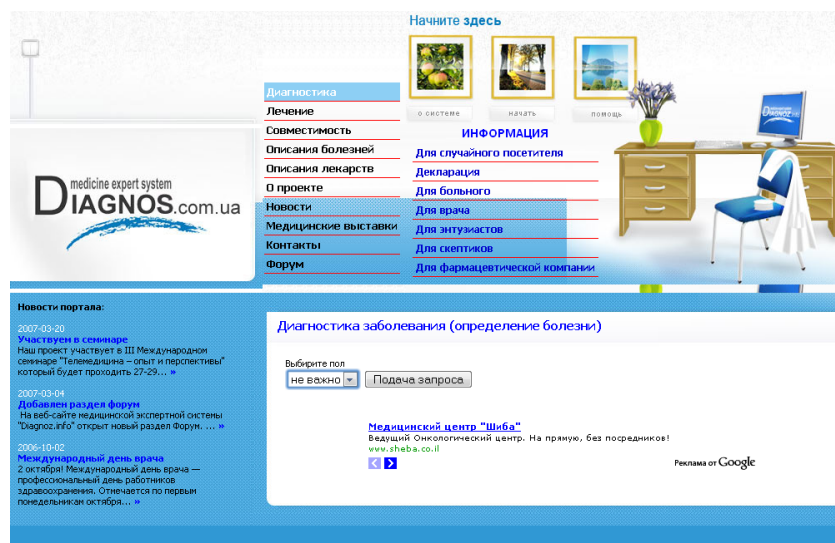 Начните здесь
о системе
начать
помощь
Диагностика
Лечение
Совместимость
Описания болезней
Описания лекарств
О проекте
Новости
Медицинские выставки
Контакты
Форум
ИНФОРМАЦИЯ
Для случайного посетителя
Декларация
Для больного
Для врача
Для энтузиастов
Для скептиков
Для фармацевтической компании
medicine expert system
DIAGNOS.com.ua
Новости портала:
2007-03-20
Участвуем в семинаре
Наш проект участвует в III Международном
семинаре "Телемедицина – опыт и перспективы"
который будет проходить 27-29... »
2007-03-04
Добавлен раздел форум
На веб-сайте медицинской экспертной системы
"Diagnoz.info" открыт новый раздел Форум. ... »
2006-10-02
Международный день врача
2 октября! Международный день врача —
профессиональный день работников
здравоохранения. Отмечается по первым
понедельникам октября... »
Диагностика заболевания (определение болезни)
Выбирите пол
не важно
Подача запроса
Медицинский центр "Шиба"
Ведущий Онкологический центр. На прямую, без посредников!
www.sheba.co.il
Реклама от Google